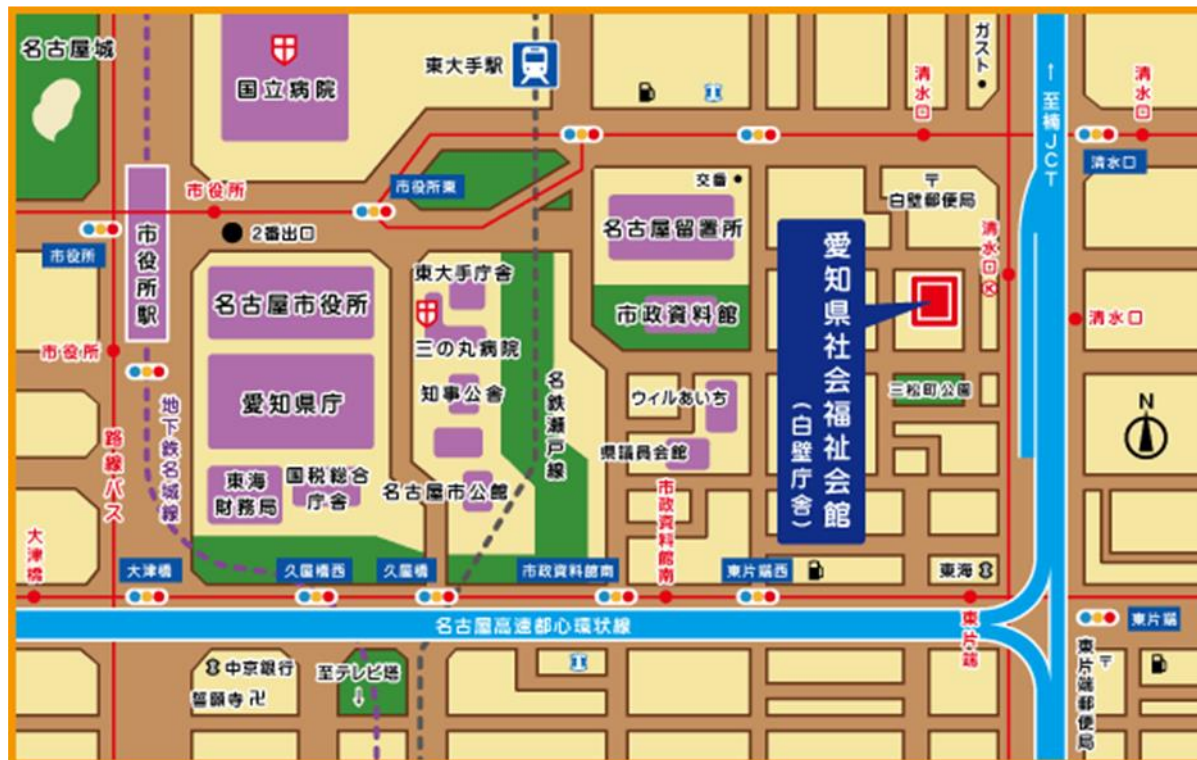 名古屋城
国立病院
東大手駅
ガスト
清水口
清水口
↑至楠JCT
清水口
市役所東
市役所
市役所
市役所駅
2番出口
交番
名古屋留置所
〒
白壁郵便局
清水口
K
愛知県社会福祉会館
(白壁庁舎)
東大手庁舎
名古屋市役所
市政資料館
清水口
三の丸病院
市役所
愛知県庁
知事公舎
名鉄瀬戸線
ウィルあいち
三松町公園
N
地下鉄名城線
路線バス
県議員会館
東海
財務局
国税総合
庁舎
名古屋市公館
市政資料館南
大津橋
大津橋
久屋橋西
久屋橋
市政資料館南
東片端西
東海
名古屋高速都心環状線
東片端
東片端
中京銀行
誓願寺 卍
至テレビ塔
↓
〒
東片端郵便局